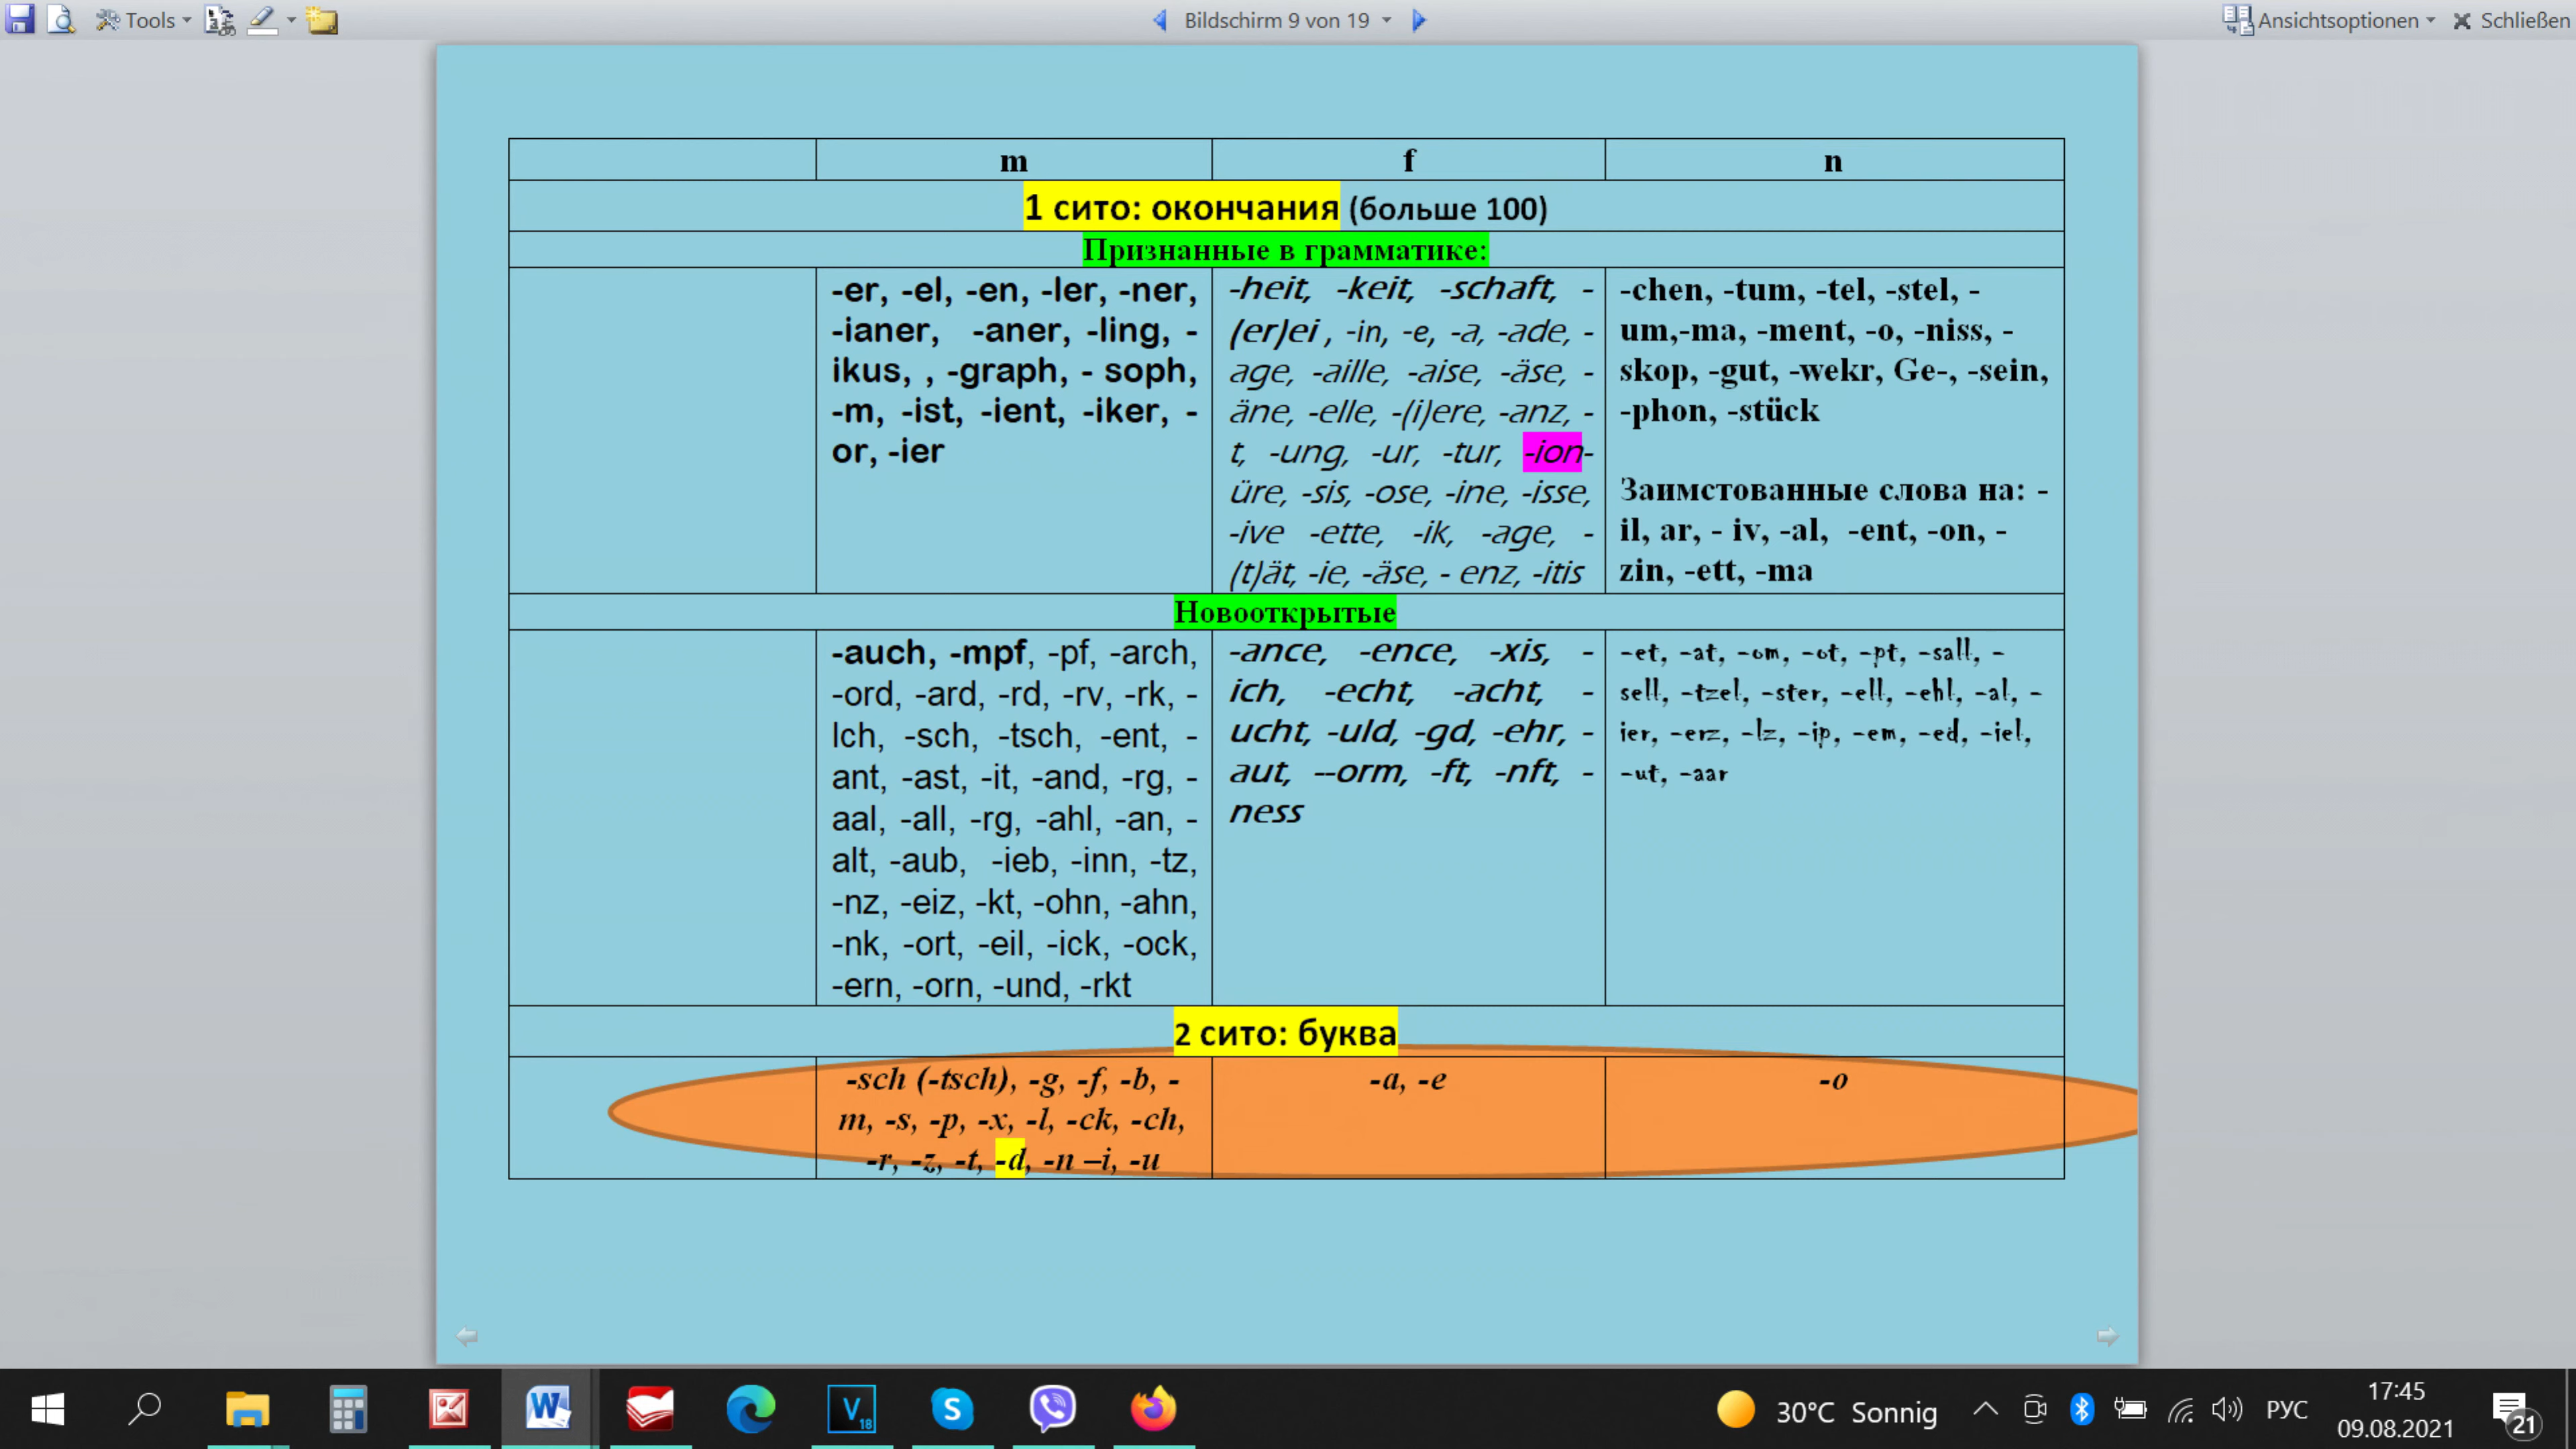 Tools
Bildschirm 9 von 19
Ansichtsoptionen
Schließen
m f n
1 сито: окончания (больше 100)
Признанные в грамматике:
-er, -el, -en, -ler, -ner,
-ianer, -aner, -ling, -
ikus, , -graph, - soph,
-m, -ist, -ient, -iker, -
or, -ier
-heit, -keit, -schaft, -
(er)ei , -in, -e, -a, -ade, -
age, -aille, -aise, -äse, -
äne, -elle, -(i)ere, -anz, -
t, -ung, -ur, -tur, -ion-
üre, -sis, -ose, -ine, -isse,
-ive -ette, -ik, -age, -
(t)ät, -ie, -äse, - enz, -itis
-chen, -tum, -tel, -stel, -
um,-ma, -ment, -o, -niss, -
skop, -gut, -wekr, Ge-, -sein,
-phon, -stück
Заимстованные слова на: -
il, ar, - iv, -al, -ent, -on, -
zin, -ett, -ma
Новооткрытые
-auch, -mpf, -pf, -arch,
-ord, -ard, -rd, -rv, -rk, -
lch, -sch, -tsch, -ent, -
ant, -ast, -it, -and, -rg, -
aal, -all, -rg, -ahl, -an, -
alt, -aub, -ieb, -inn, -tz,
-nz, -eiz, -kt, -ohn, -ahn,
-nk, -ort, -eil, -ick, -ock,
-ern, -orn, -und, -rkt
-ance, -ence, -xis, -
ich, -echt, -acht, -
ucht, -uld, -gd, -ehr, -
aut, --orm, -ft, -nft, -
ness
-et, -at, -om, -ot, -pt, -sall, -
sell, -tzel, -ster, -ell, -ehl, -al, -
ier, -erz, -lz, -ip, -em, -ed, -iel,
-ut, -aar
2 сито: буква
-sch (-tsch), -g, -f, -b, -
m, -s, -p, -x, -l, -ck, -ch,
-r, -z, -t, -d, -n –i, -u
-a, -e
-o
W
V
18
S
30°C Sonnig
РУС
17:45
09.08.2021
21